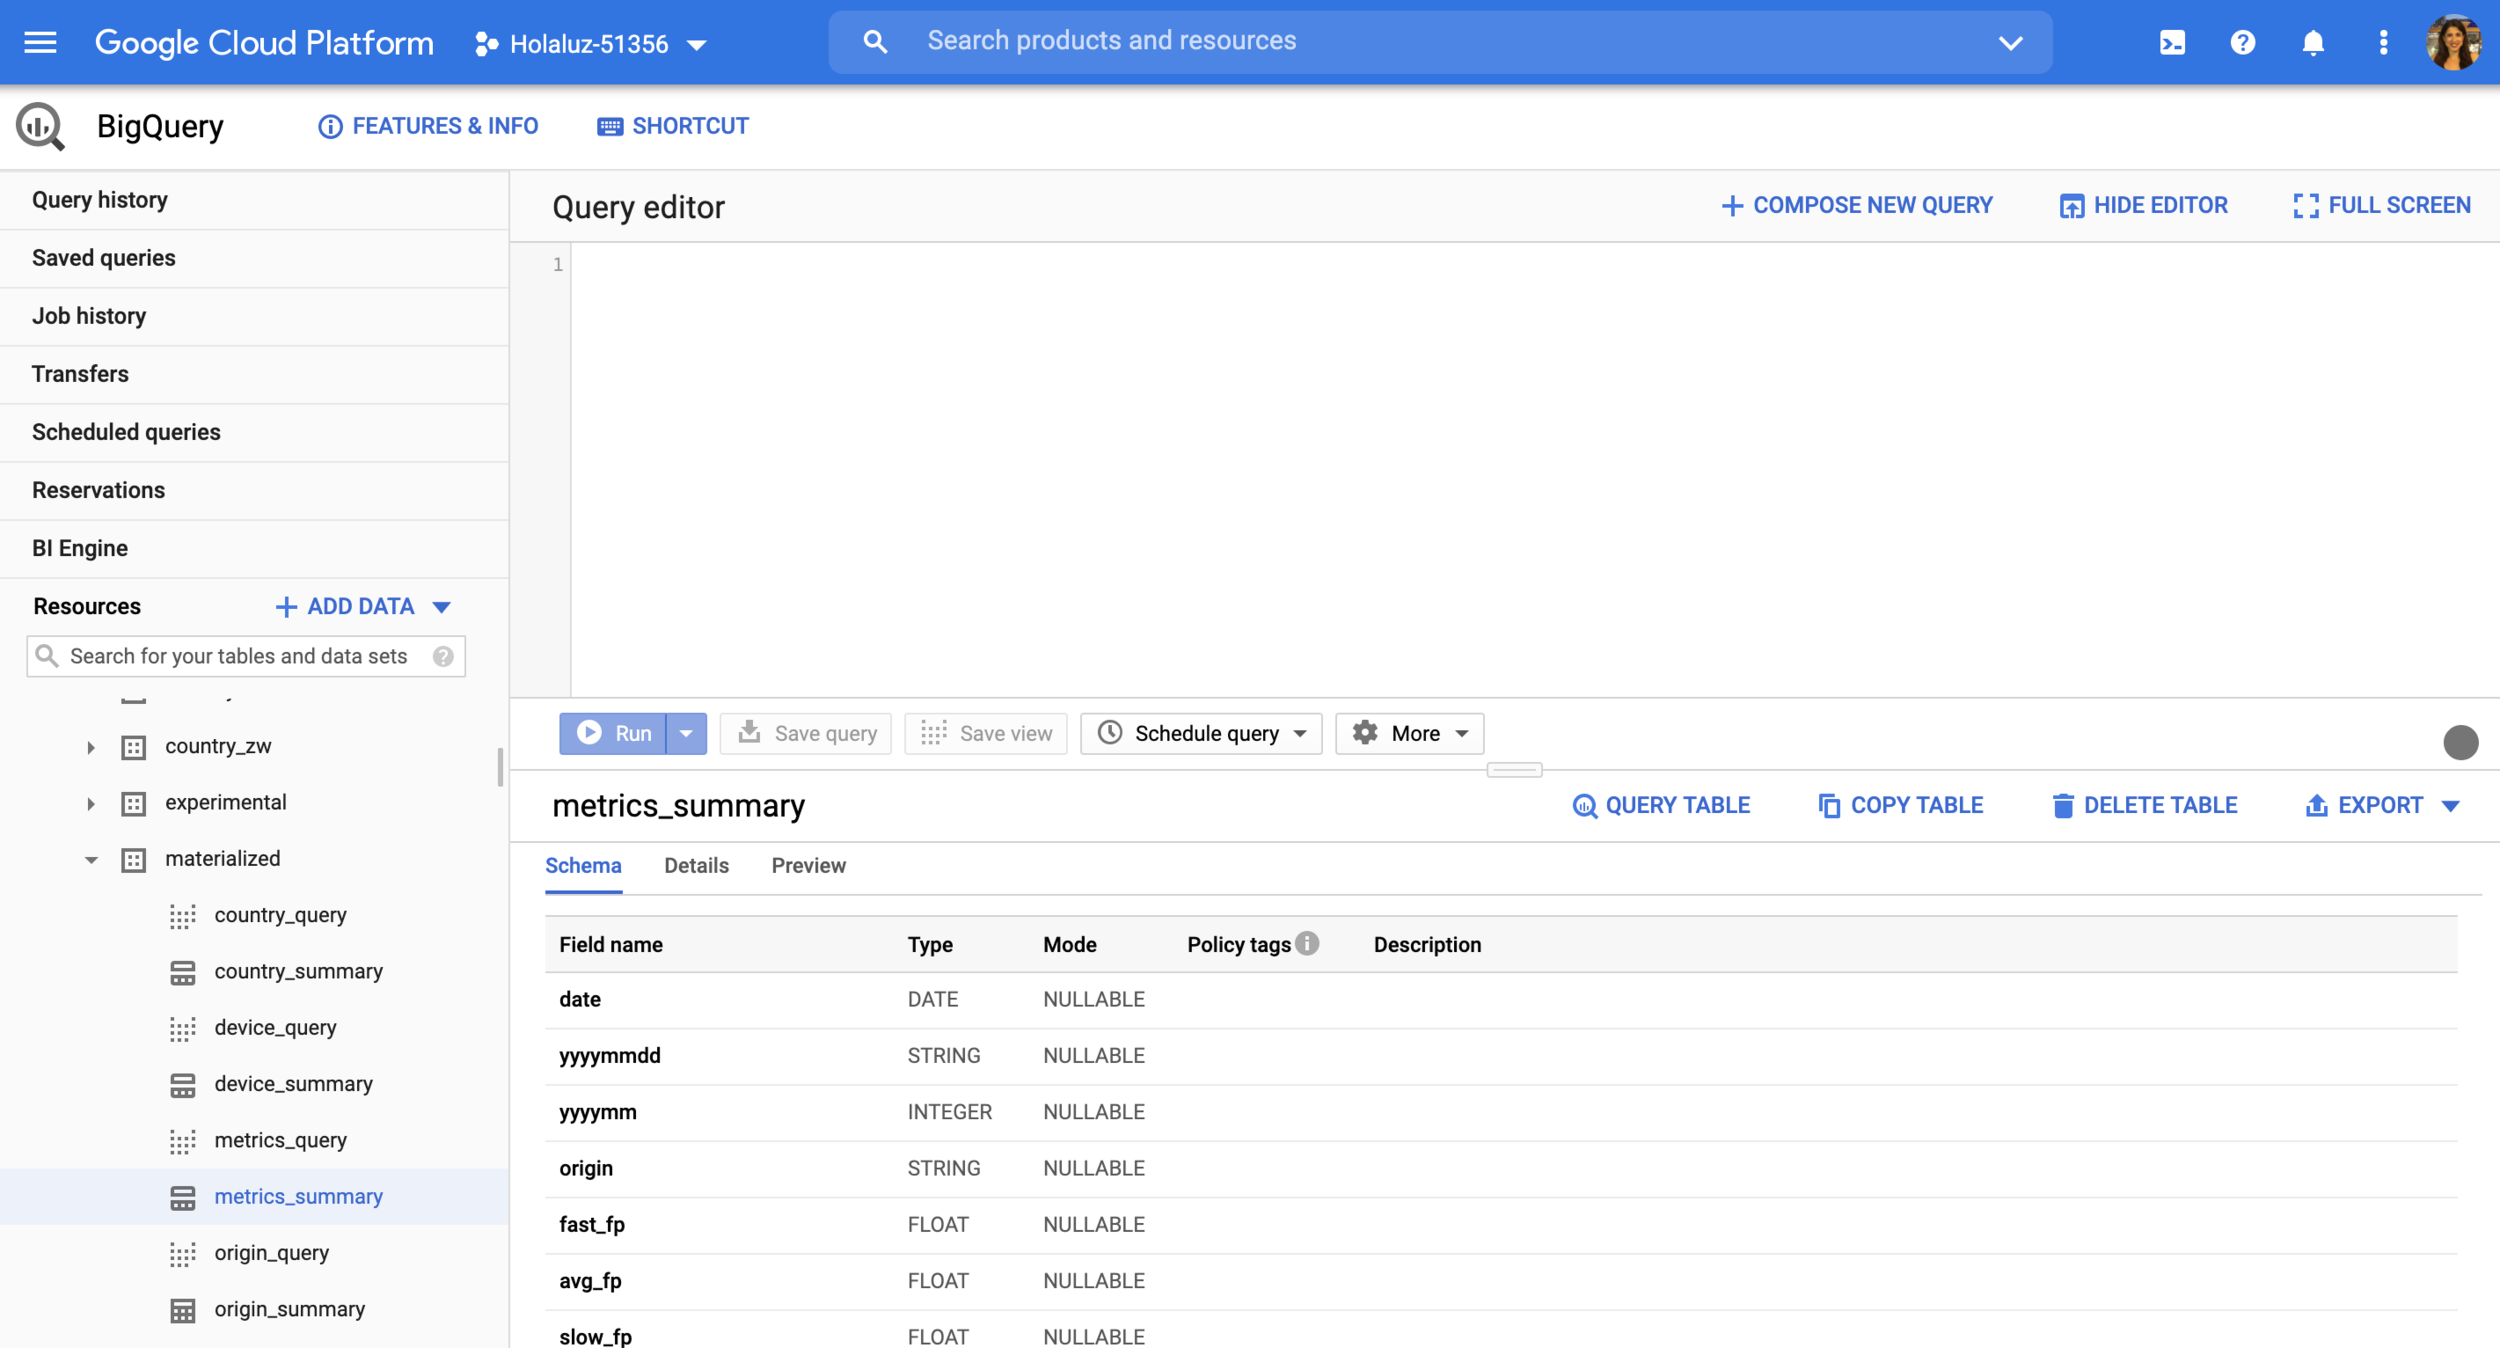 Google Cloud Platform
Holaluz-51356
Search products and resources
BigQuery
FEATURES & INFO
SHORTCUT
Query history
Saved queries
Job history
Transfers
Scheduled queries
Reservations
BI Engine
Resources
ADD DATA
Search for your tables and data sets
country_zw
experimental
materialized
country_query
country_summary
device_query
device_summary
metrics_query
metrics_summary
origin_query
origin_summary
Query editor
COMPOSE NEW QUERY
HIDE EDITOR
FULL SCREEN
1
Run
Save query
Save view
Schedule query
More
metrics_summary
QUERY TABLE
COPY TABLE
DELETE TABLE
EXPORT
Schema Details Preview
Field name Type Mode Policy tags Description
date DATE NULLABLE
yyyymmdd STRING NULLABLE
yyyymm INTEGER NULLABLE
origin STRING NULLABLE
fast_fp FLOAT NULLABLE
avg_fp FLOAT NULLABLE
slow_fp FLOAT NULLABLE